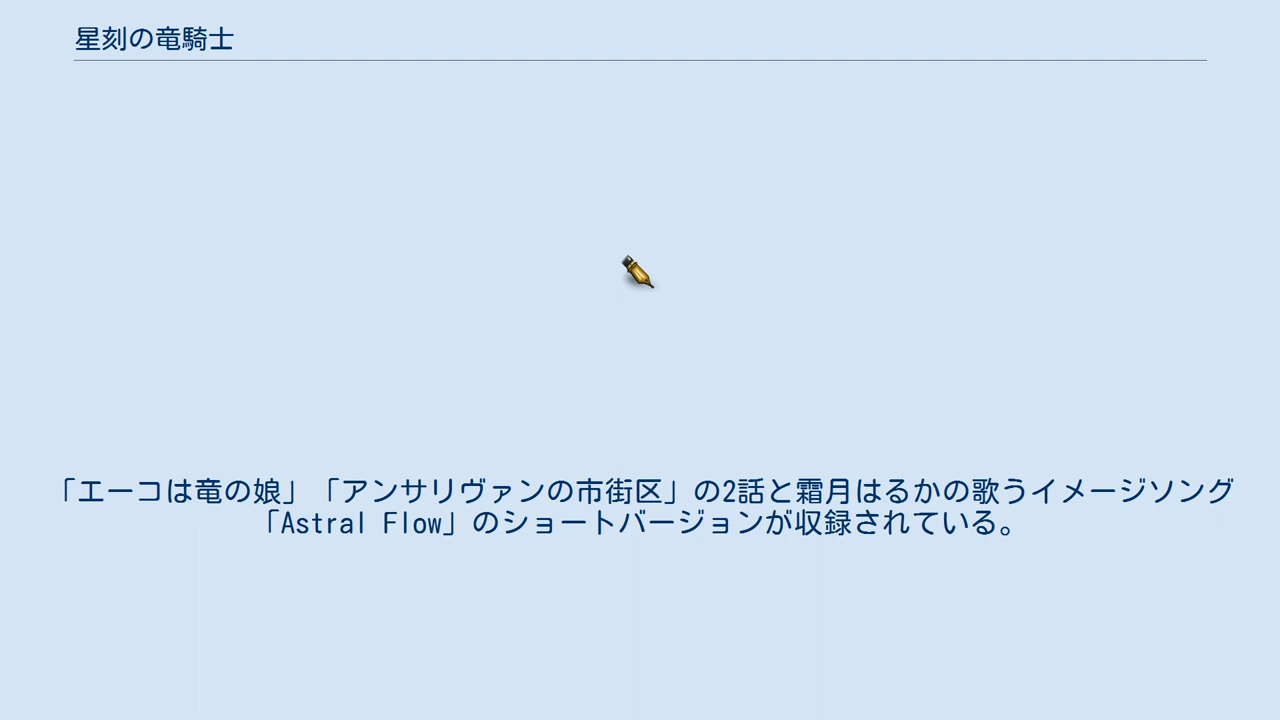 星刻の竜騎士
「エーコは竜の娘」「アンサリヴァンの市街区」の2話と霜月はるかの歌うイメージソング
「Astral Flow」のショートバージョンが収録されている。